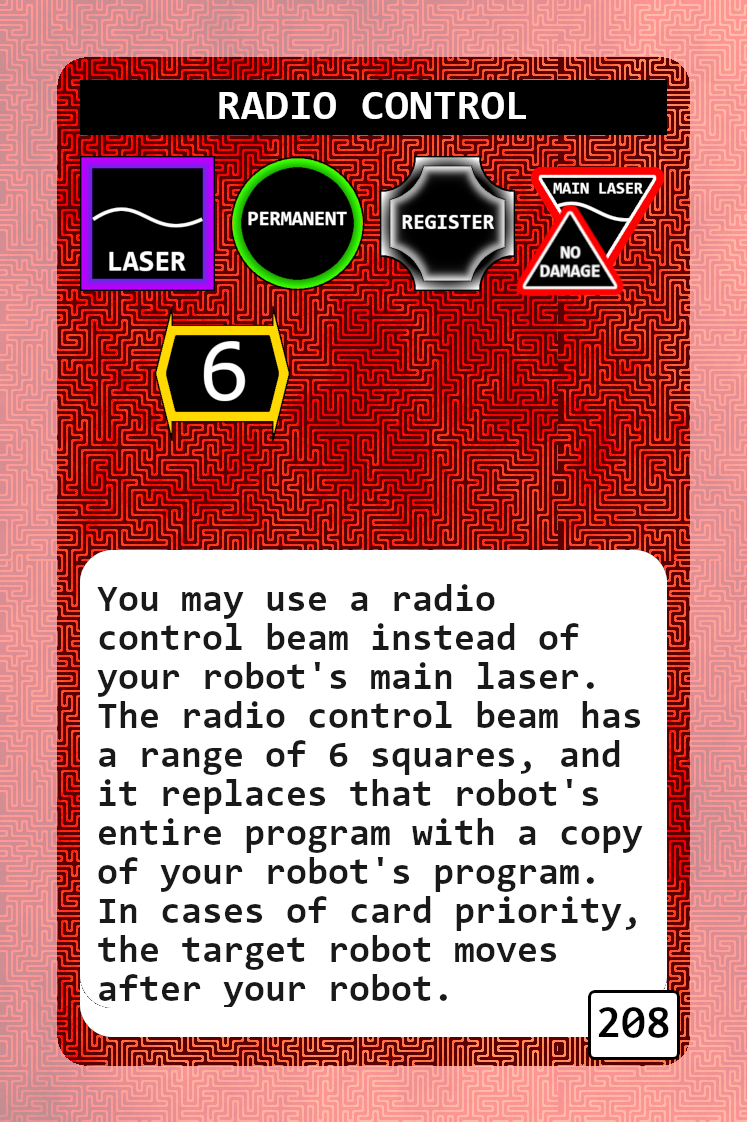 RADIO CONTROL
LASER
PERMANENT
REGISTER
MAIN LASER
NO
DAMAGE
6
You may use a radio
control beam instead of
your robot's main laser.
The radio control beam has
a range of 6 squares, and
it replaces that robot's
entire program with a copy
of your robot's program.
In cases of card priority,
the target robot moves
after your robot.
208